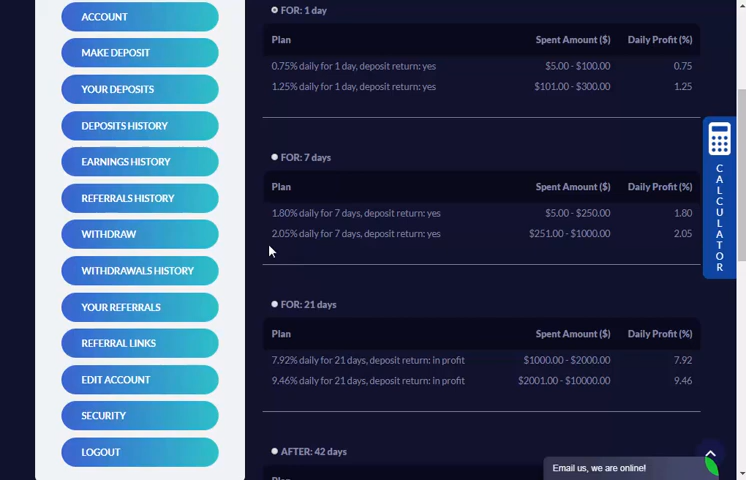 ACCOUNT
MAKE DEPOSIT
YOUR DEPOSITS
DEPOSITS HISTORY
EARNINGS HISTORY
REFERRALS HISTORY
WITHDRAW
WITHDRAWALS HISTORY
YOUR REFERRALS
REFERRAL LINKS
EDIT ACCOUNT
SECURITY
LOGOUT
FOR: 1 day
Plan Spent Amount ($) Daily Profit (%)
0.75% daily for 1 day, deposit return: yes $5.00 - $100.00 0.75
1.25% daily for 1 day, deposit return: yes $101.00 - $300.00 1.25
FOR: 7 days
Plan Spent Amount ($) Daily Profit (%)
1.80% daily for 7 days, deposit return: yes $5.00 - $250.00 1.80
2.05% daily for 7 days, deposit return: yes $251.00 - $1000.00 2.05
FOR: 21 days
Plan Spent Amount ($) Daily Profit (%)
7.92% daily for 21 days, deposit return: in profit $1000.00 - $2000.00 7.92
9.46% daily for 21 days, deposit return: in profit $2001.00 - $10000.00 9.46
AFTER: 42 days
Plan
CALCULATOR
Email us, we are online!